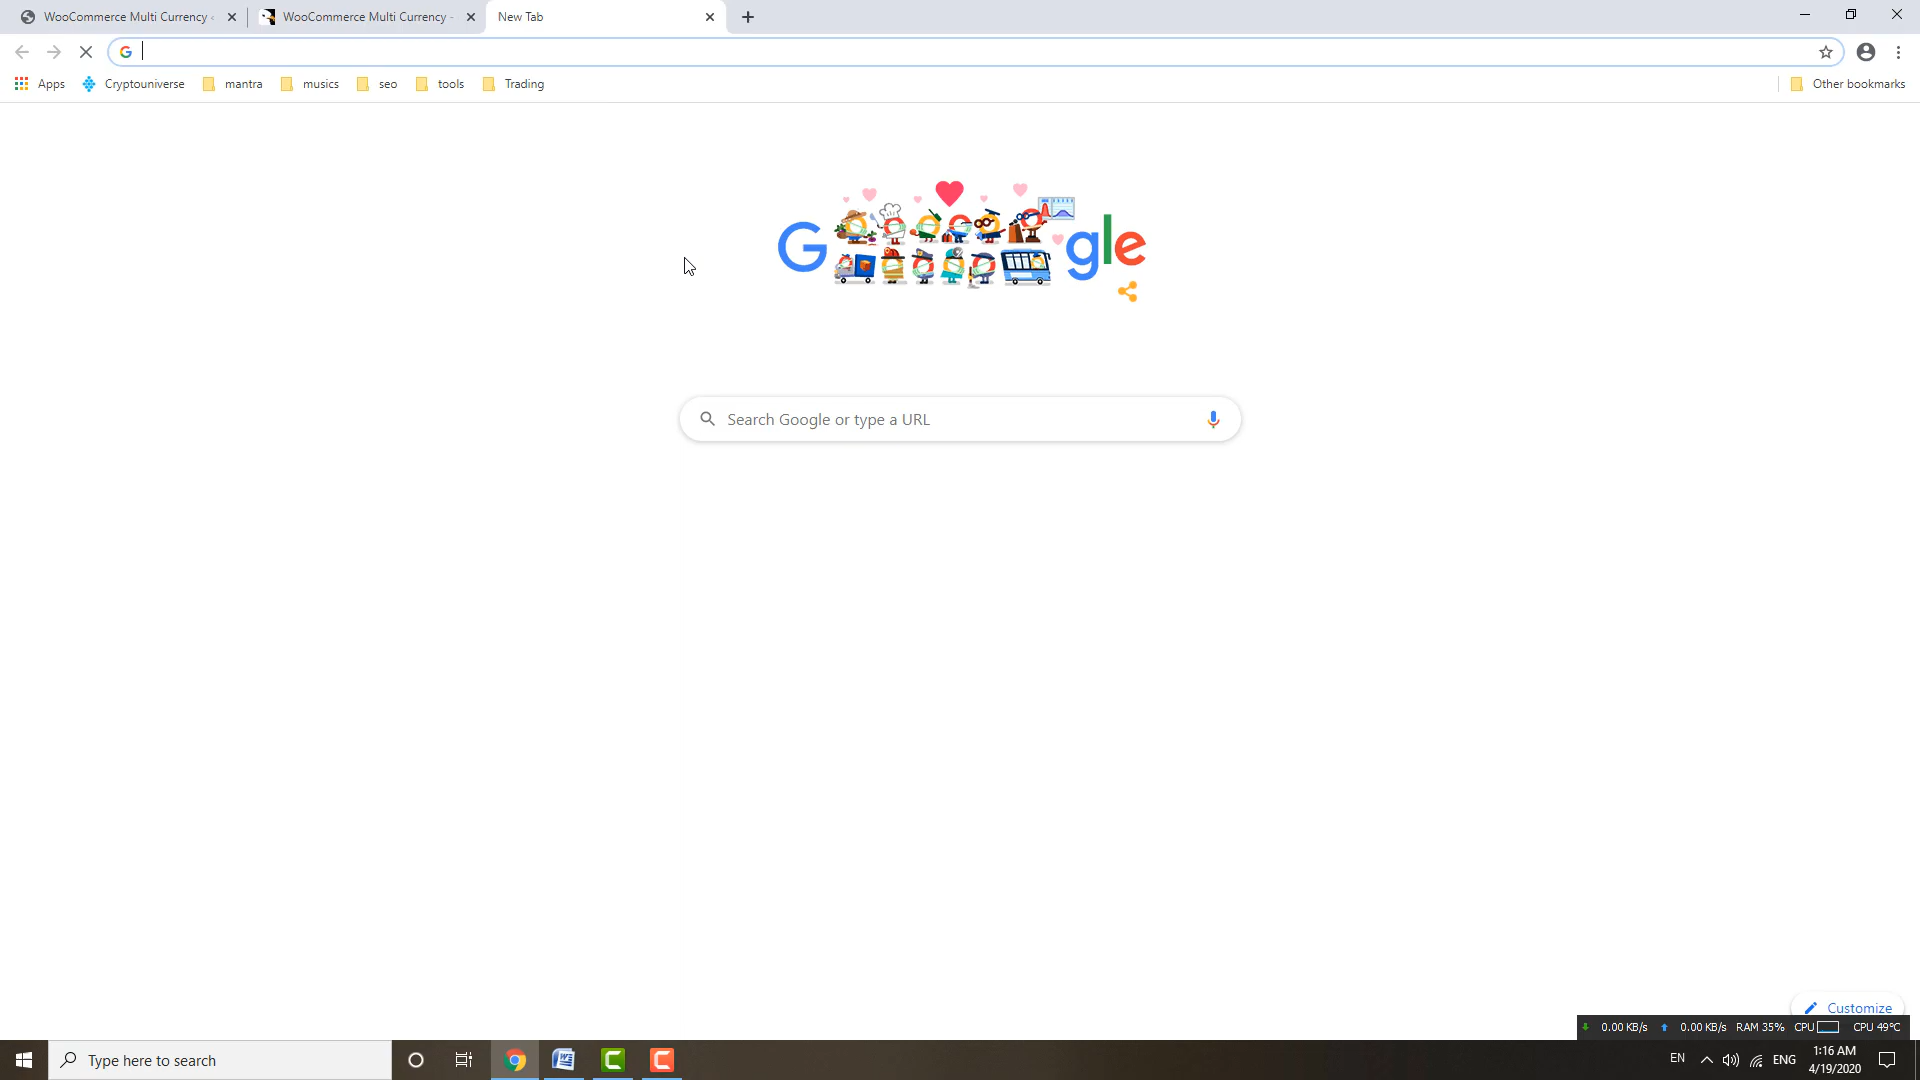 WooCommerce Multi Currency
WooCommerce Multi Currency -
New Tab
Apps
Cryptouniverse
mantra
musics
seo
tools
Trading
Other bookmarks
G gle
Search Google or type a URL
Customize
0.00 KB/s 0.00 KB/s RAM 35% CPU CPU 49°C
Type here to search
EN
ENG
1:16 AM
4/19/2020